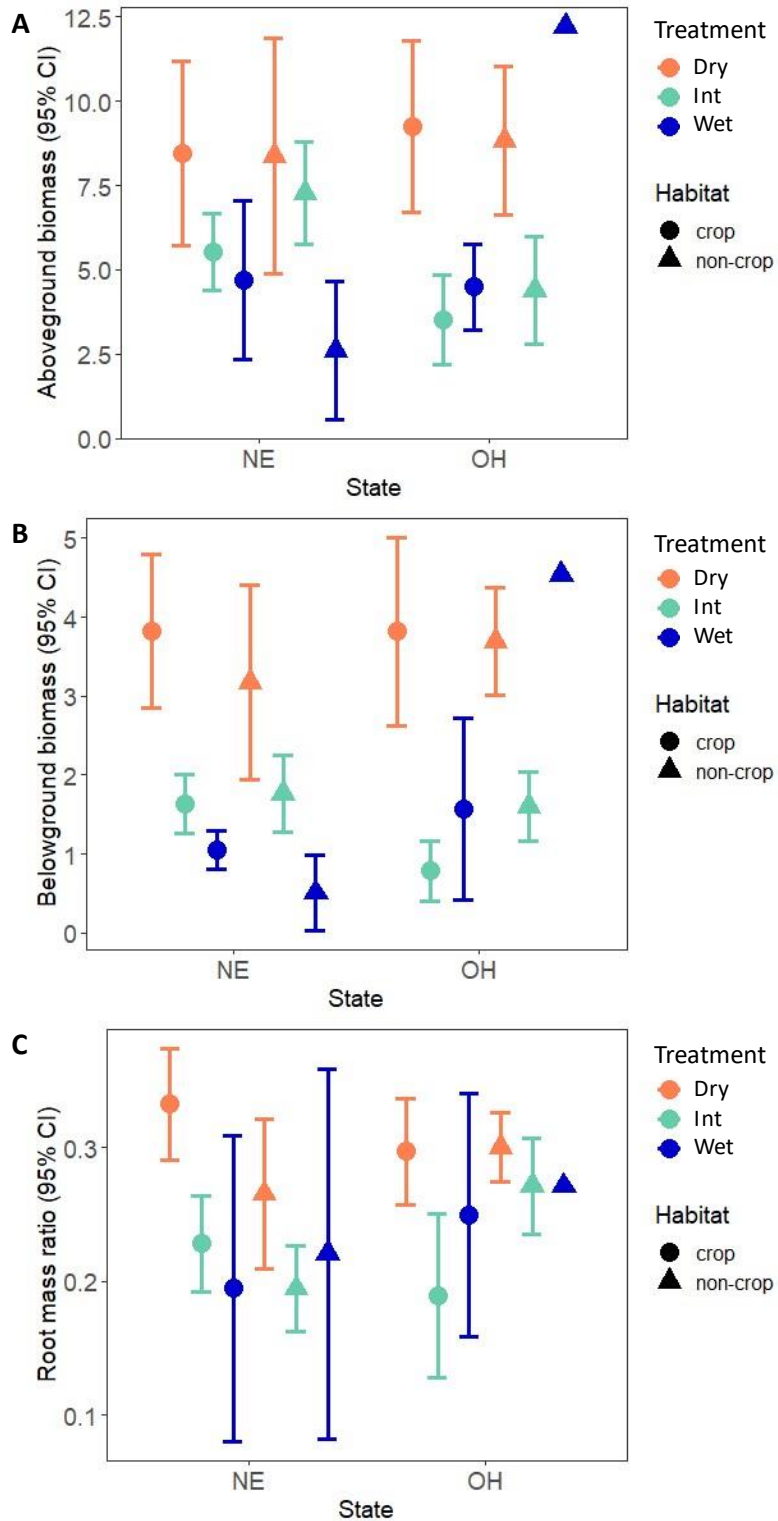 A
Aboveground biomass (95% CI)
12.5
10.0
7.5
5.0
2.5
0.0
NE
OH
State
Treatment
Dry
Int
Wet
Habitat
crop
non-crop
B
Belowground biomass (95% CI)
5
4
3
2
1
0
NE
OH
State
Treatment
Dry
Int
Wet
Habitat
crop
non-crop
C
Root mass ratio (95% CI)
0.3
0.2
0.1
NE
OH
State
Treatment
Dry
Int
Wet
Habitat
crop
non-crop